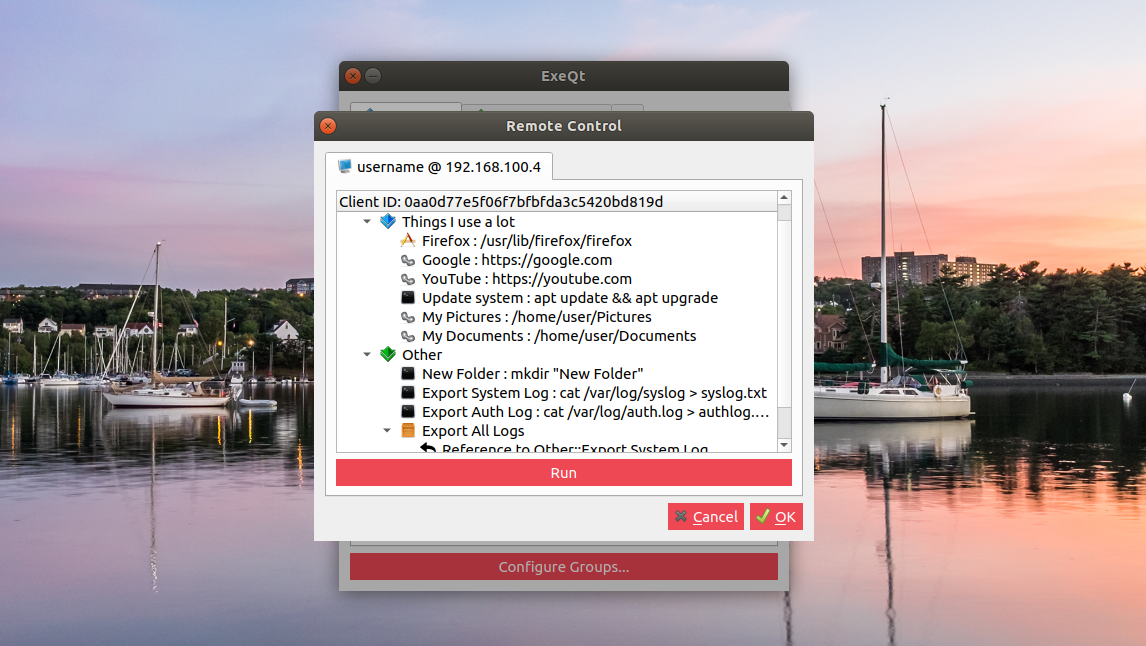 ExeQt
Remote Control
username @ 192.168.100.4
Client ID: 0aa0d77e5f06f7bfbfda3c5420bd819d
Things I use a lot
Firefox : /usr/lib/firefox/firefox
Google : https://google.com
YouTube : https://youtube.com
Update system : apt update && apt upgrade
My Pictures : /home/user/Pictures
My Documents : /home/user/Documents
Other
New Folder : mkdir "New Folder"
Export System Log : cat /var/log/syslog > syslog.txt
Export Auth Log : cat /var/log/auth.log > authlog....
Export All Logs
Reference to Other::Export System Log
Run
Cancel
OK
Configure Groups...